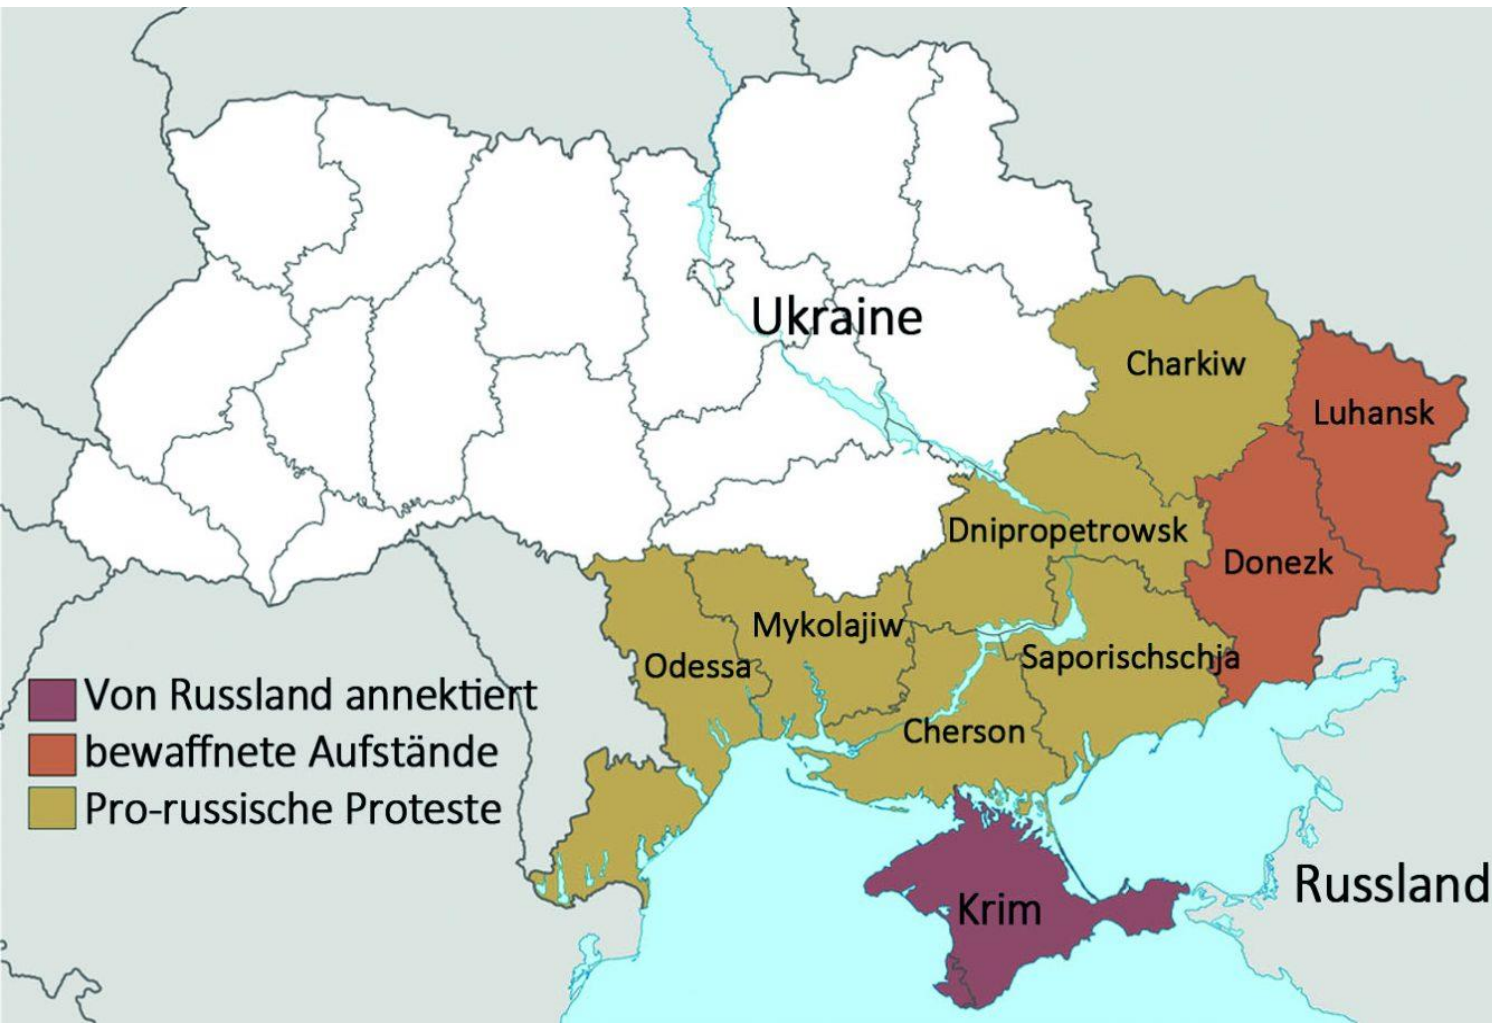 Ukraine
Charkiw
Luhansk
Dnipropetrowsk
Donezk
Mykolajiw
Saporischschja
Odessa
Cherson
Von Russland annektiert
bewaffnete Aufstände
Pro-russische Proteste
Krim
Russland